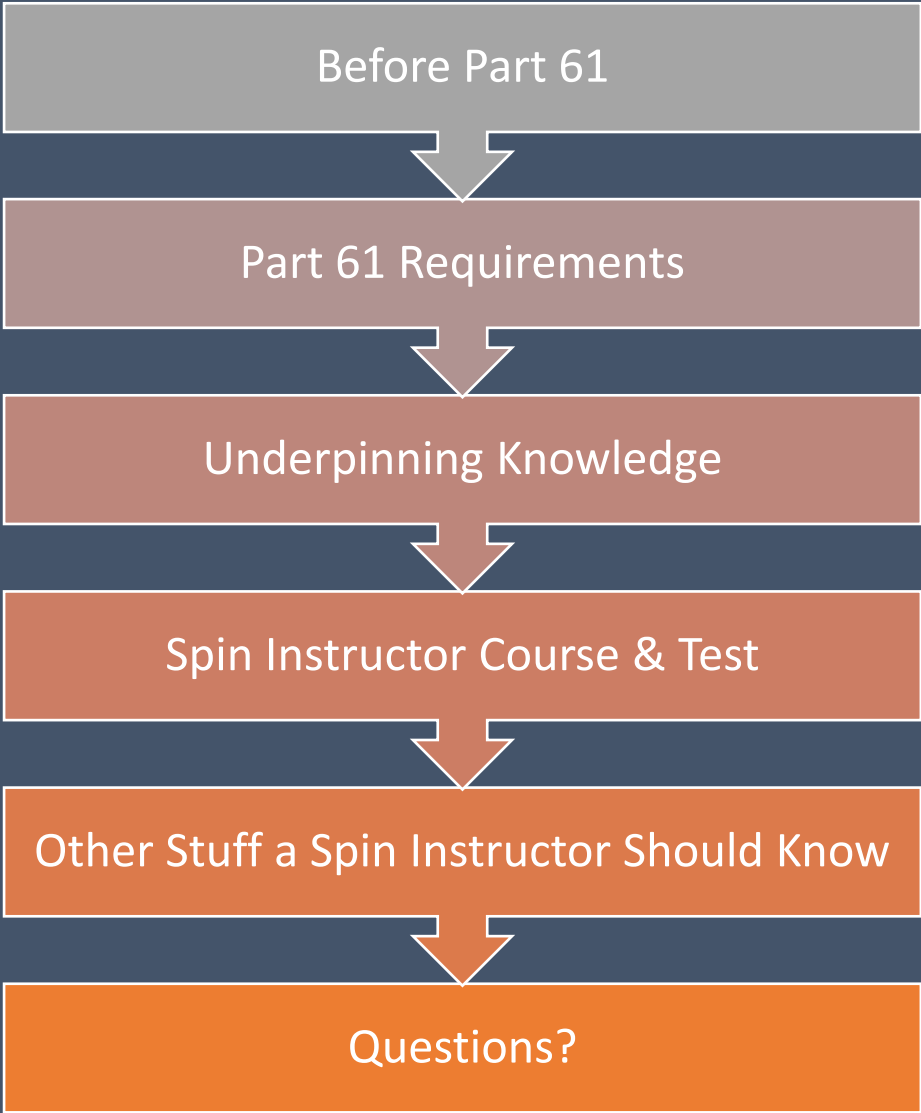 Before Part 61
Part 61 Requirements
Underpinning Knowledge
Spin Instructor Course & Test
Other Stuff a Spin Instructor Should Know
Questions?